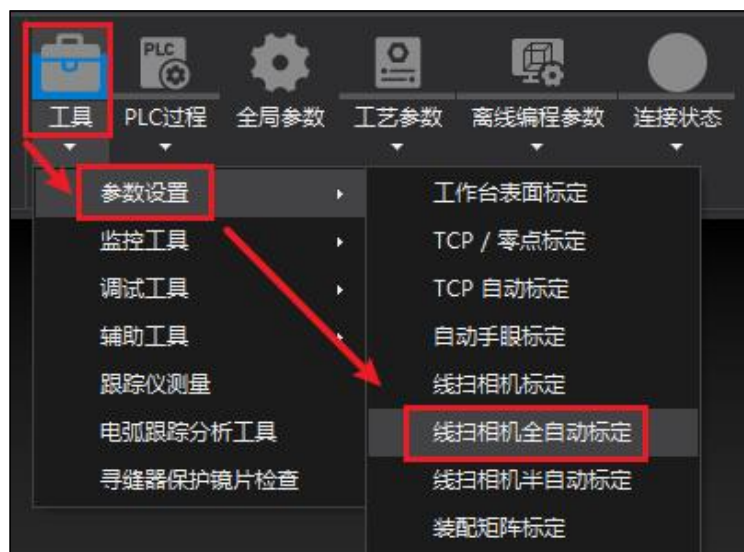 PLC
工具
PLC过程
全局参数
工艺参数
离线编程参数
连接状态
参数设置
监控工具
调试工具
辅助工具
跟踪仪测量
电弧跟踪分析工具
寻缝器保护镜片检查
工作台表面标定
TCP / 零点标定
TCP 自动标定
自动手眼标定
线扫相机标定
线扫相机全自动标定
线扫相机半自动标定
装配矩阵标定